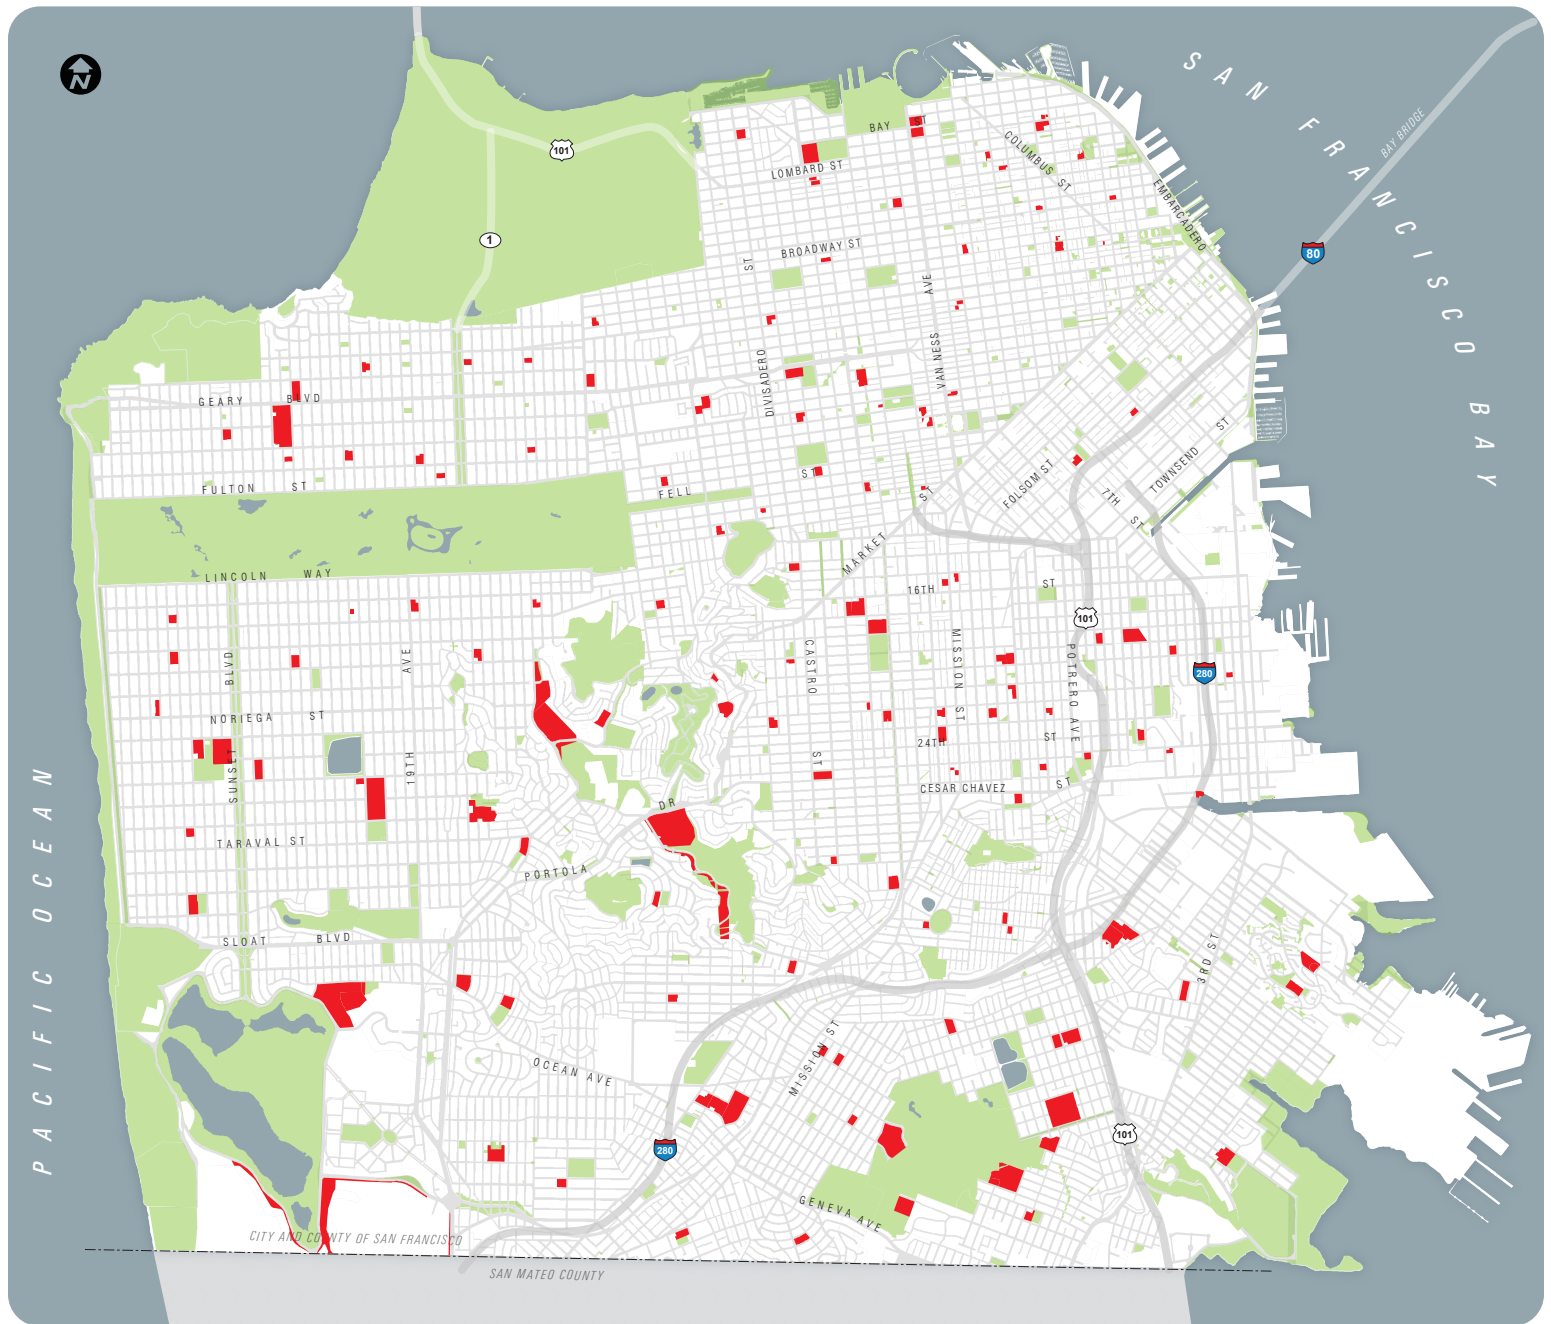 N
SAN FRANCISCO BAY
BAY BRIDGE
101
BAY ST
COLUMBUS ST
LOMBARD ST
EMBARCADERO
1
BROADWAY ST
80
ST
DIVISADERO
AVE
VAN NESS
GEARY BLVD
FULTON ST
FELL ST
ST
MARKET
FOLSOM ST
7TH ST
TOWNSEND ST
LINCOLN WAY
16TH ST
101
280
SUNSET BLVD
19TH AVE
CASTRO ST
MISSION ST
POTRERO AVE
NORIEGA ST
24TH ST
CESAR CHAVEZ ST
PORTOLA DR
TARAVAL ST
SLOAT BLVD
3RD ST
PACIFIC OCEAN
OCEAN AVE
MISSION ST
280
101
GENEVA AVE
CITY AND COUNTY OF SAN FRANCISCO
SAN MATEO COUNTY